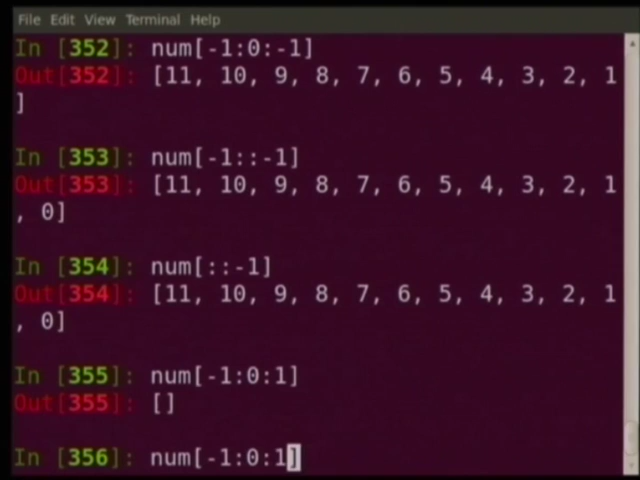 File Edit View Terminal Help
In [352]: num[-1:0:-1]
Out[352]: [11, 10, 9, 8, 7, 6, 5, 4, 3, 2, 1
]
In [353]: num[-1::-1]
Out[353]: [11, 10, 9, 8, 7, 6, 5, 4, 3, 2, 1
, 0]
In [354]: num[::-1]
Out[354]: [11, 10, 9, 8, 7, 6, 5, 4, 3, 2, 1
, 0]
In [355]: num[-1:0:1]
Out[355]: []
In [356]: num[-1:0:1]